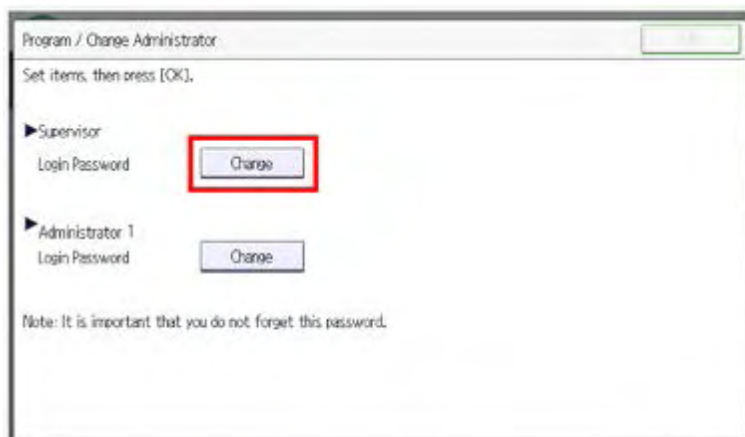 Program / Change Administrator
Set items, then press [OK].
▶Supervisor
Login Password Change
▶Administrator 1
Login Password Change
Note: It is important that you do not forget this password.